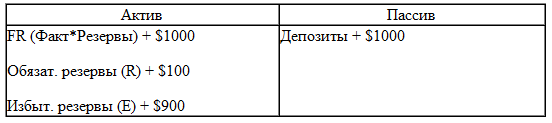 Актив Пассив
FR (Факт*Резервы) + $1000 Депозиты + $1000
Обязат. резервы (R) + $100
Избыт. резервы (E) + $900